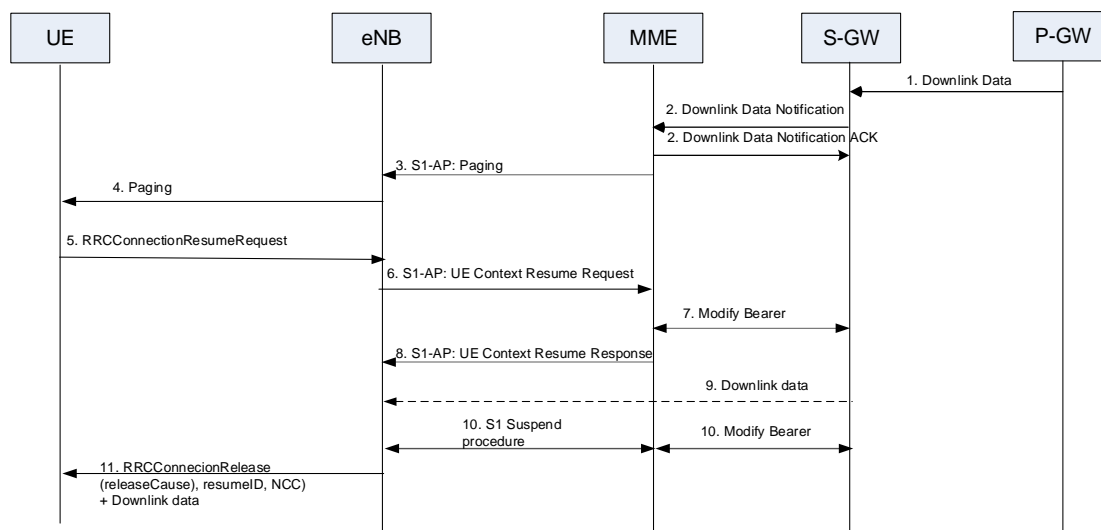 UE
eNB
MME
S-GW
P-GW
1. Downlink Data
2. Downlink Data Notification
2. Downlink Data Notification ACK
3. S1-AP: Paging
4. Paging
5. RRCConnectionResumeRequest
6. S1-AP: UE Context Resume Request
7. Modify Bearer
8. S1-AP: UE Context Resume Response
9. Downlink data
10. S1 Suspend
procedure
10. Modify Bearer
11. RRCConnecionRelease
(releaseCause), resumeID, NCC)
+ Downlink data